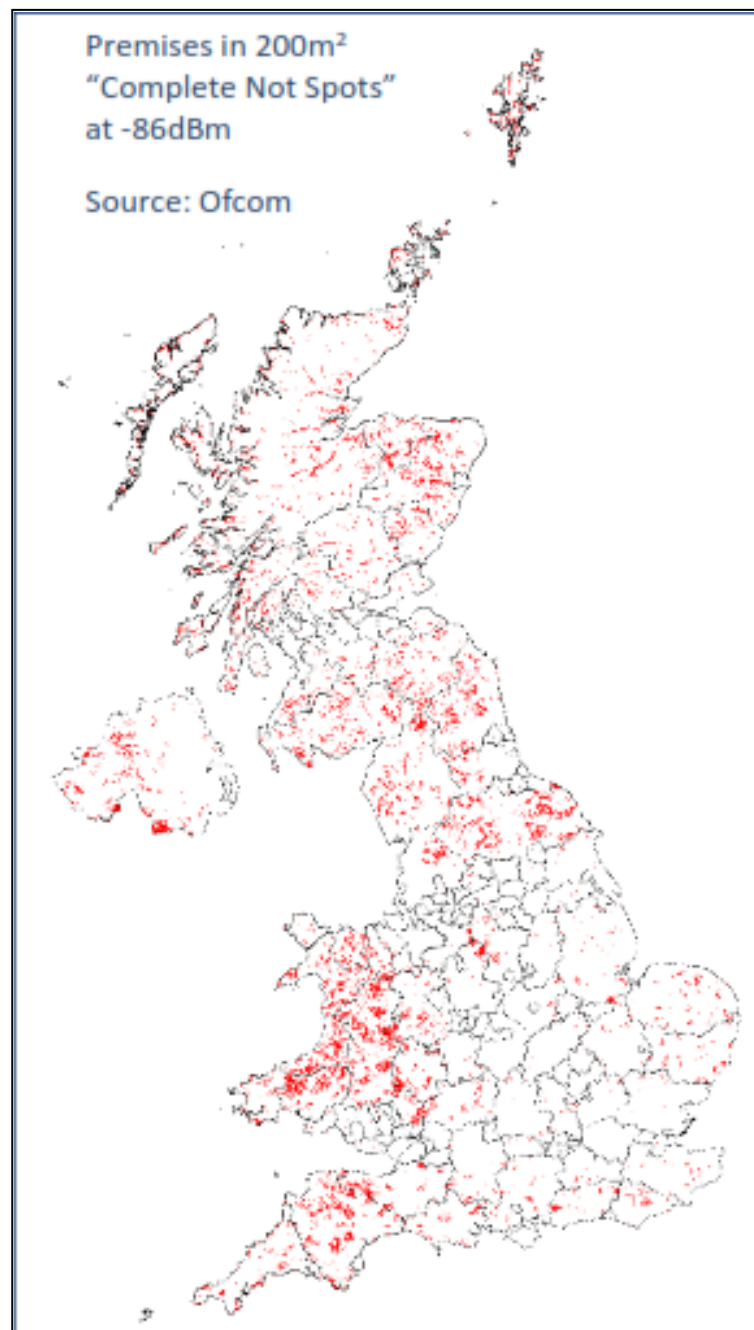 Premises in 200m²
“Complete Not Spots”
at -86dBm
Source: Ofcom